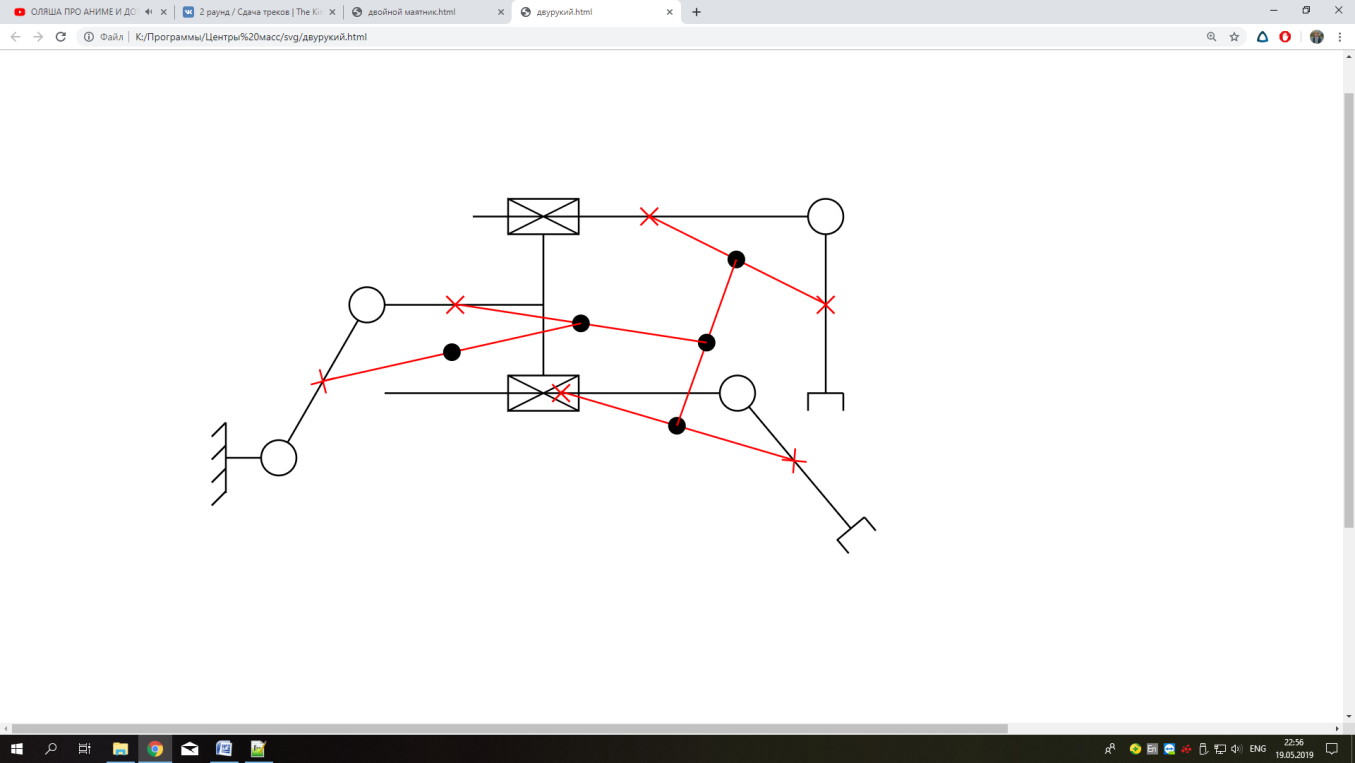 ОЛЯША ПРО АНИМЕ И ДО
2 раунд / Сдача треков | The Kin
двойной маятник.html
двурукий.html
Файл
K:/Программы/Центры%20масс/svg/двурукий.html
ENG
22:56
19.05.2019